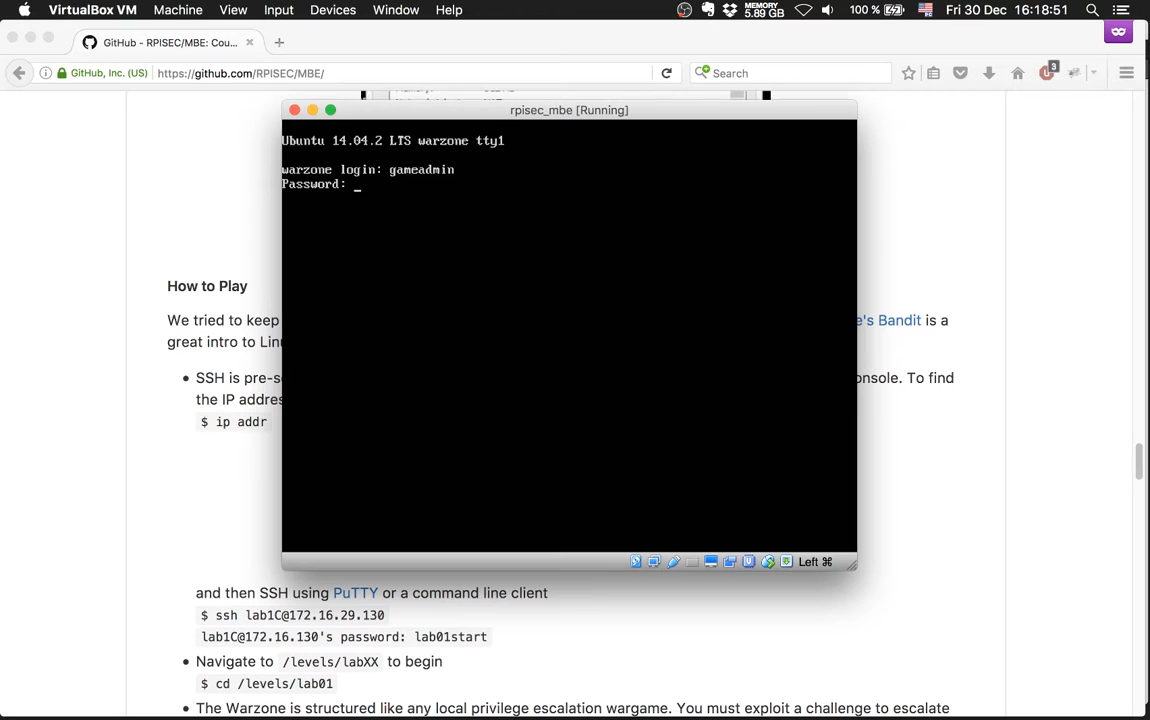 VirtualBox VM Machine View Input Devices Window Help MEMORY 5.89 GB 100 % Fri 30 Dec 16:18:51
GitHub - RPISEC/MBE: Cou... × +
GitHub, Inc. (US) https://github.com/RPISEC/MBE/ Search 3
rpisec_mbe [Running]
Ubuntu 14.04.2 LTS warzone tty1
warzone login: gameadmin
Password: _
How to Play
We tried to keep e's Bandit is a
great intro to Linu
• SSH is pre-s onsole. To find
the IP addres
$ ip addr
Left ⌘
and then SSH using PuTTY or a command line client
$ ssh lab1C@172.16.29.130
lab1C@172.16.130's password: lab01start
• Navigate to /levels/labXX to begin
$ cd /levels/lab01
• The Warzone is structured like any local privilege escalation wargame. You must exploit a challenge to escalate